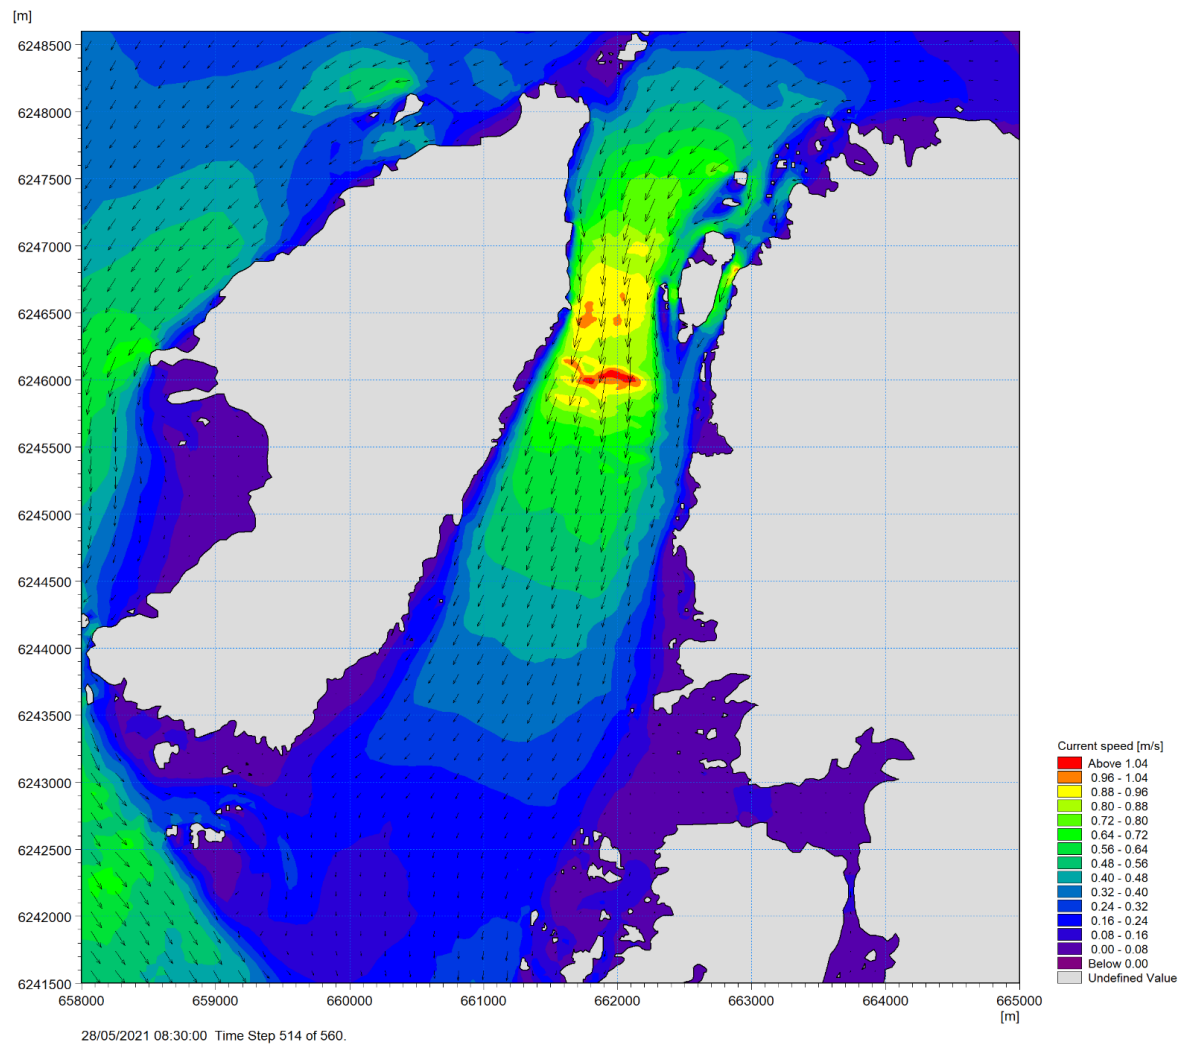 [m]
6248500
6248000
6247500
6247000
6246500
6246000
6245500
6245000
6244500
6244000
6243500
6243000
6242500
6242000
6241500
658000 659000 660000 661000 662000 663000 664000 665000
[m]
Current speed [m/s]
Above 1.04
0.96 - 1.04
0.88 - 0.96
0.80 - 0.88
0.72 - 0.80
0.64 - 0.72
0.56 - 0.64
0.48 - 0.56
0.40 - 0.48
0.32 - 0.40
0.24 - 0.32
0.16 - 0.24
0.08 - 0.16
0.00 - 0.08
Below 0.00
Undefined Value
28/05/2021 08:30:00 Time Step 514 of 560.